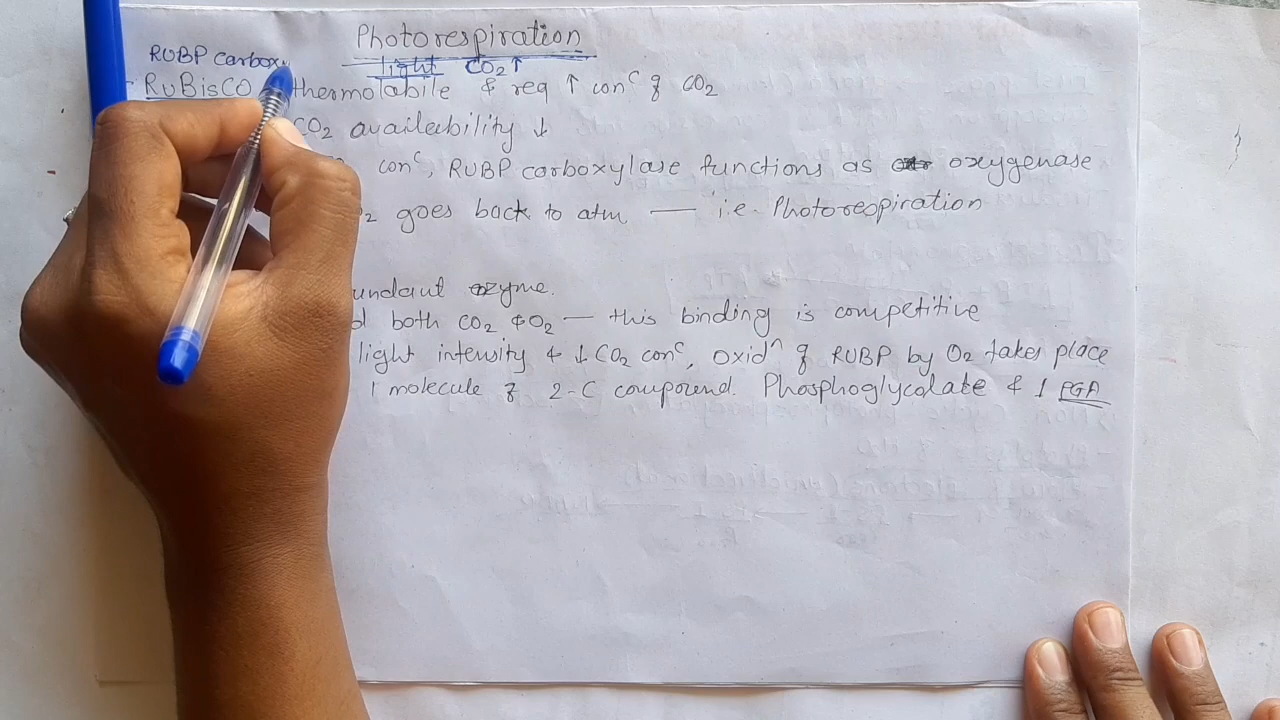 Photorespiration
light CO2 ↑
RUBP carbox
RuBisCO thermolabile & req ↑ conc of CO2
CO2 availability ↓
conc, RUBP carboxylase functions as oxygenase
goes back to atm — i.e. Photorespiration
both CO2 & O2 — this binding is competitive
light intensity & ↓ CO2 conc, oxidn of RUBP by O2 takes place
1 molecule of 2-C compound. Phosphoglycolate & 1 PGA